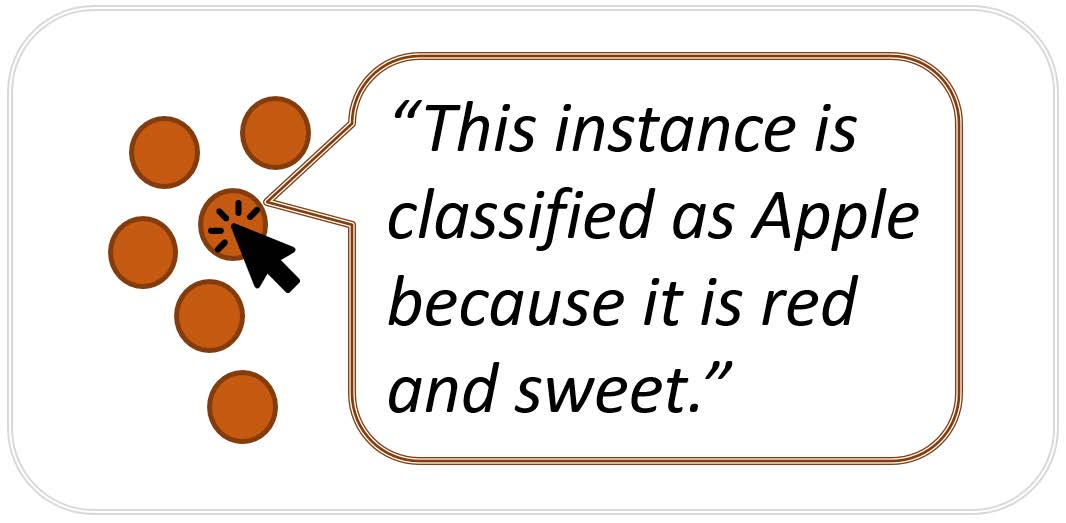 “This instance is
classified as Apple
because it is red
and sweet.”